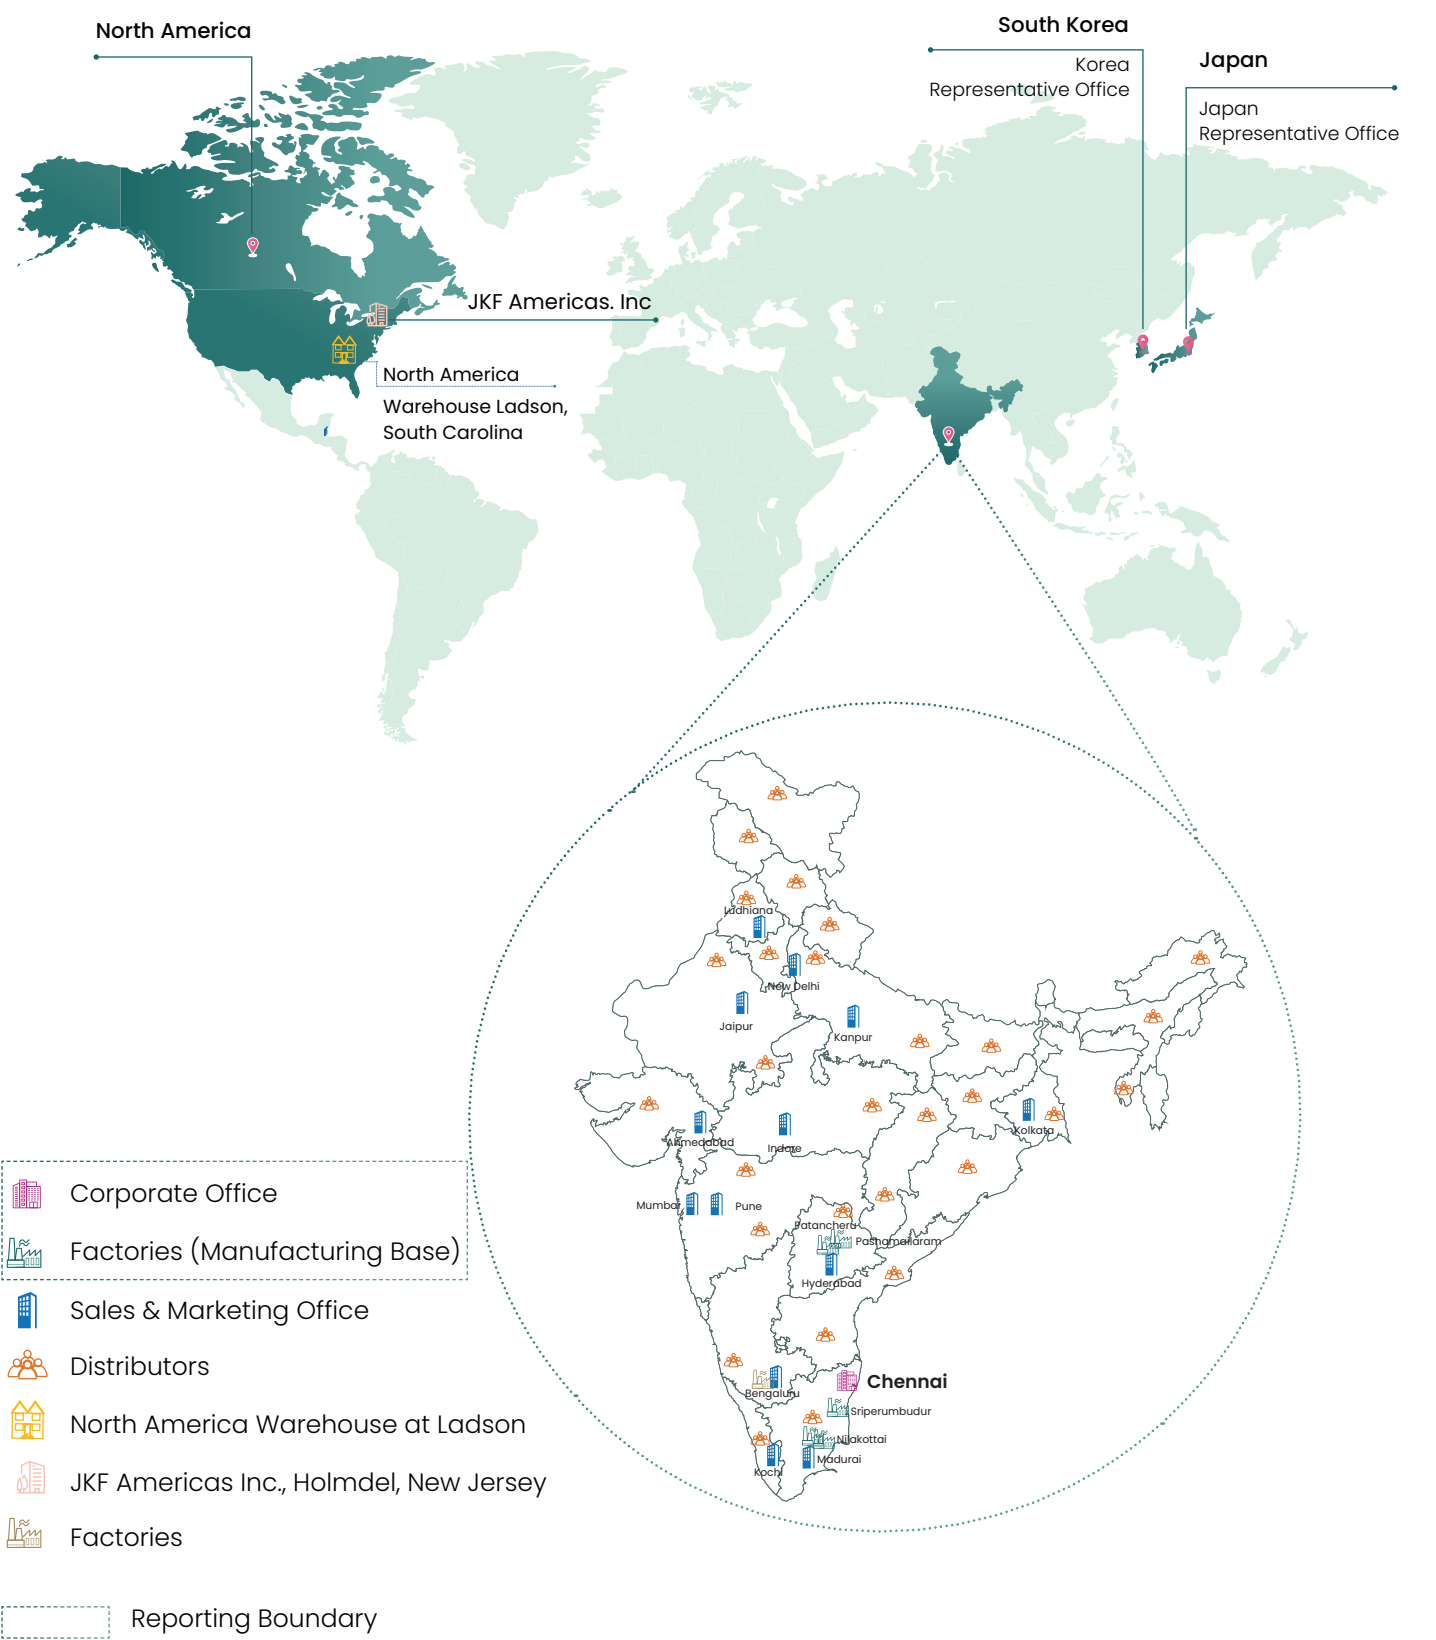 North America
South Korea
Korea
Representative Office
Japan
Japan
Representative Office
JKF Americas. Inc
North America
Warehouse Ladson,
South Carolina
Ludhiana
New Delhi
Jaipur
Kanpur
Ahmedabad
Indore
Kolkata
Mumbai
Pune
Patancheru
Pashamailaram
Hyderabad
Bengaluru
Chennai
Sriperumbudur
Nilakottai
Madurai
Kochi
Corporate Office
Factories (Manufacturing Base)
Sales & Marketing Office
Distributors
North America Warehouse at Ladson
JKF Americas Inc., Holmdel, New Jersey
Factories
Reporting Boundary